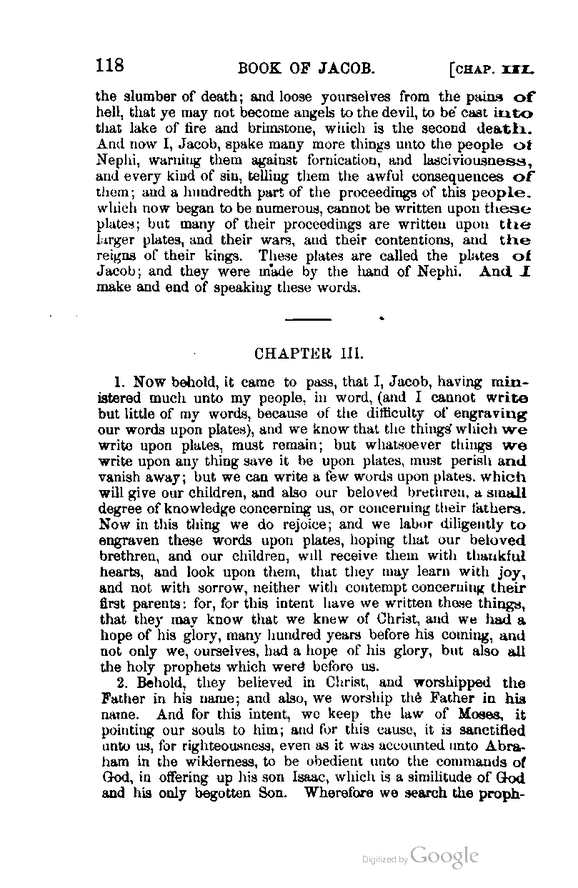 118 BOOK OF JACOB. [CHAP. III.
the slumber of death; and loose yourselves from the pains of
hell, that ye may not become angels to the devil, to be cast into
that lake of fire and brimstone, which is the second death.
And now I, Jacob, spake many more things unto the people of
Nephi, warning them against fornication, and lasciviousness,
and every kind of sin, telling them the awful consequences of
them; and a hundredth part of the proceedings of this people.
which now began to be numerous, cannot be written upon these
plates; but many of their proceedings are written upon the
larger plates, and their wars, and their contentions, and the
reigns of their kings. These plates are called the plates of
Jacob; and they were made by the hand of Nephi. And I
make and end of speaking these words.
CHAPTER III.
1. Now behold, it came to pass, that I, Jacob, having min-
istered much unto my people, in word, (and I cannot write
but little of my words, because of the difficulty of engraving
our words upon plates), and we know that the things which we
write upon plates, must remain; but whatsoever things we
write upon any thing save it be upon plates, must perish and
vanish away; but we can write a few words upon plates. which
will give our children, and also our beloved brethren, a small
degree of knowledge concerning us, or concerning their fathers.
Now in this thing we do rejoice; and we labor diligently to
engraven these words upon plates, hoping that our beloved
brethren, and our children, will receive them with thankful
hearts, and look upon them, that they may learn with joy,
and not with sorrow, neither with contempt concerning their
first parents: for, for this intent have we written these things,
that they may know that we knew of Christ, and we had a
hope of his glory, many hundred years before his coming, and
not only we, ourselves, had a hope of his glory, but also all
the holy prophets which were before us.
2. Behold, they believed in Christ, and worshipped the
Father in his name; and also, we worship the Father in his
name. And for this intent, we keep the law of Moses, it
pointing our souls to him; and for this cause, it is sanctified
unto us, for righteousness, even as it was accounted unto Abra-
ham in the wilderness, to be obedient unto the commands of
God, in offering up his son Isaac, which is a similitude of God
and his only begotten Son. Wherefore we search the proph-
Digitized by Google